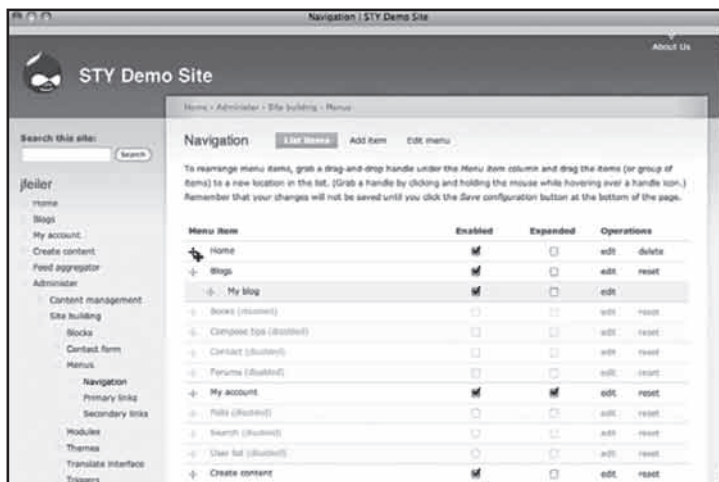 Navigation | STY Demo Site
About Us
STY Demo Site
Home › Administer › Site building › Menus
Search this site:
Search
jfeiler
Home
Blogs
My account
Create content
Feed aggregator
Administer
Content management
Site building
Blocks
Contact form
Menus
Navigation
Primary links
Secondary links
Modules
Themes
Translate interface
Triggers
Navigation List items Add item Edit menu
To rearrange menu items, grab a drag-and-drop handle under the Menu item column and drag the items (or group of
items) to a new location in the list. (Grab a handle by clicking and holding the mouse while hovering over a handle icon.)
Remember that your changes will not be saved until you click the Save configuration button at the bottom of the page.
Menu item Enabled Expanded Operations
Home edit delete
Blogs edit reset
My blog edit
Books (disabled) edit reset
Compose tips (disabled) edit reset
Contact (disabled) edit reset
Forums (disabled) edit reset
My account edit reset
Polls (disabled) edit reset
Search (disabled) edit reset
User list (disabled) edit reset
Create content edit reset